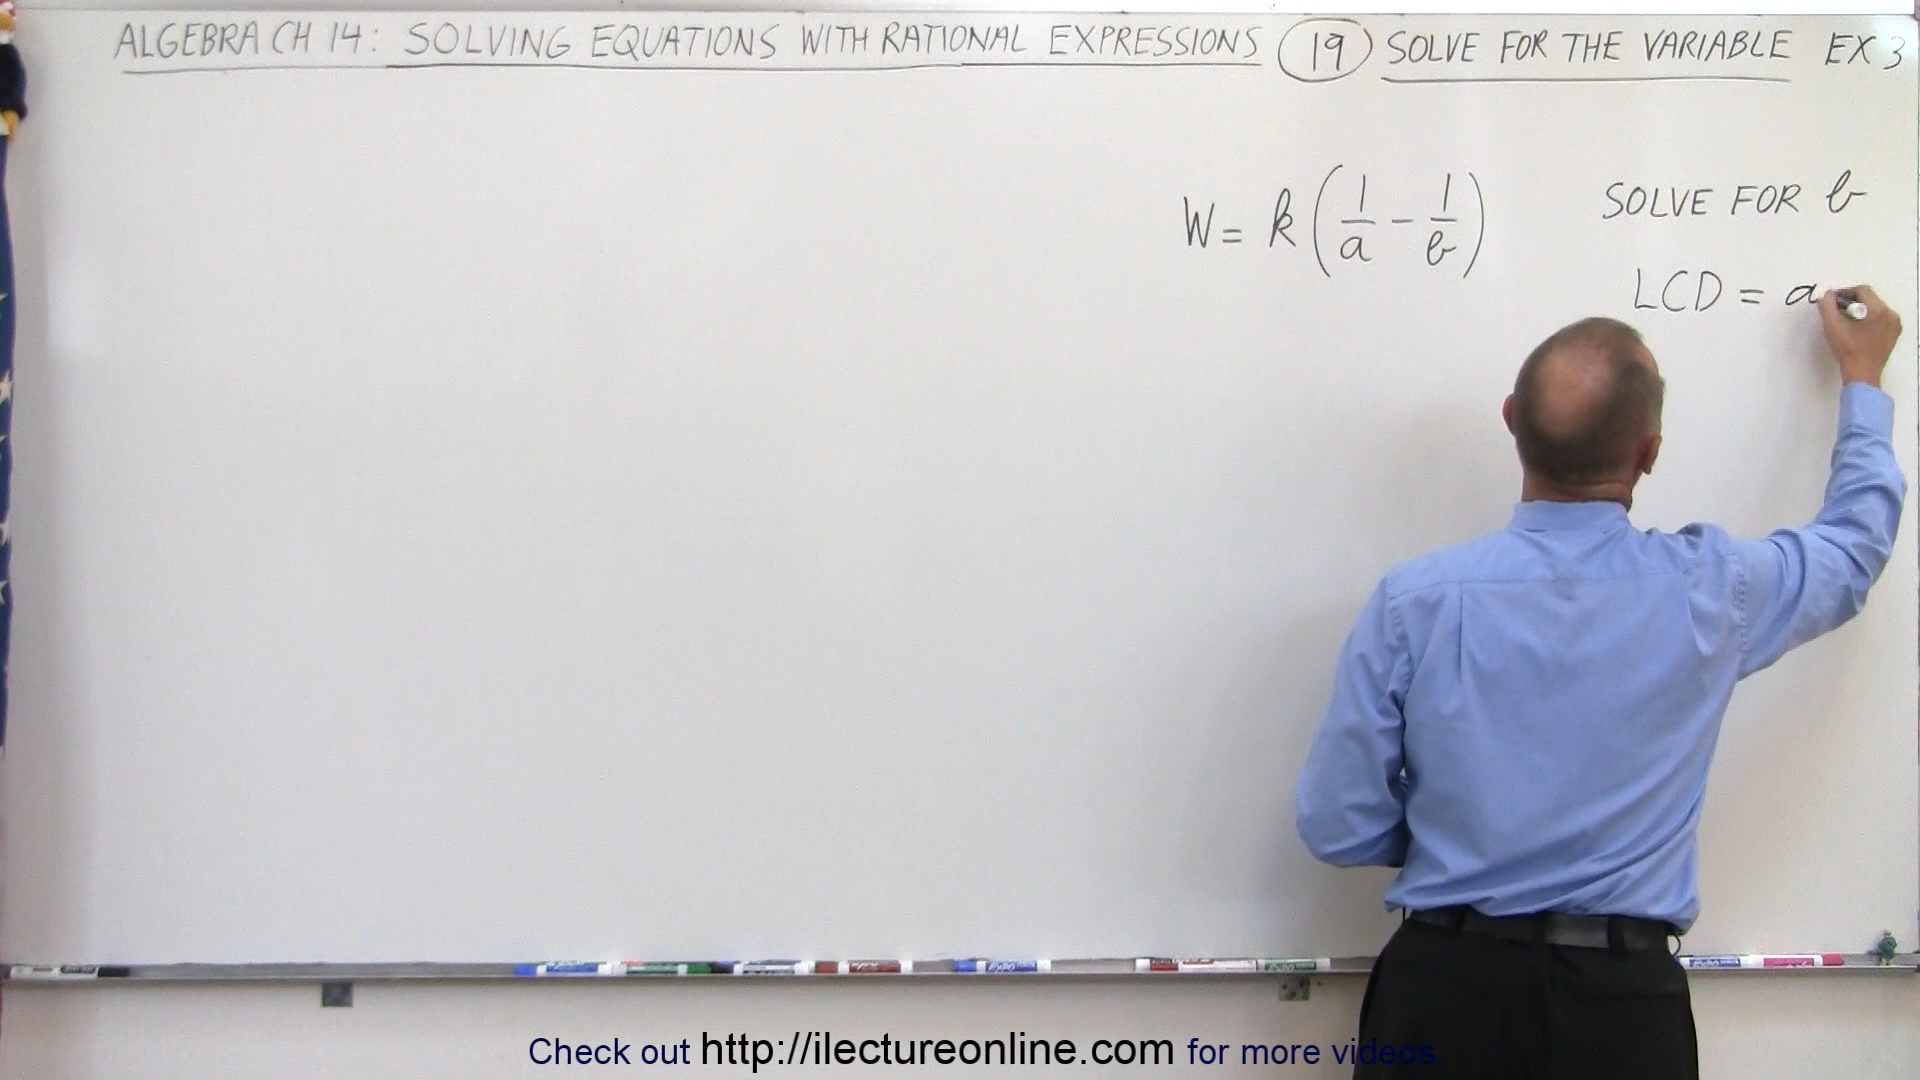 ALGEBRA CH 14: SOLVING EQUATIONS WITH RATIONAL EXPRESSIONS 19 SOLVE FOR THE VARIABLE EX 3
W = k (1/a - 1/b) SOLVE FOR b
LCD = a
Check out http://ilectureonline.com for more videos.